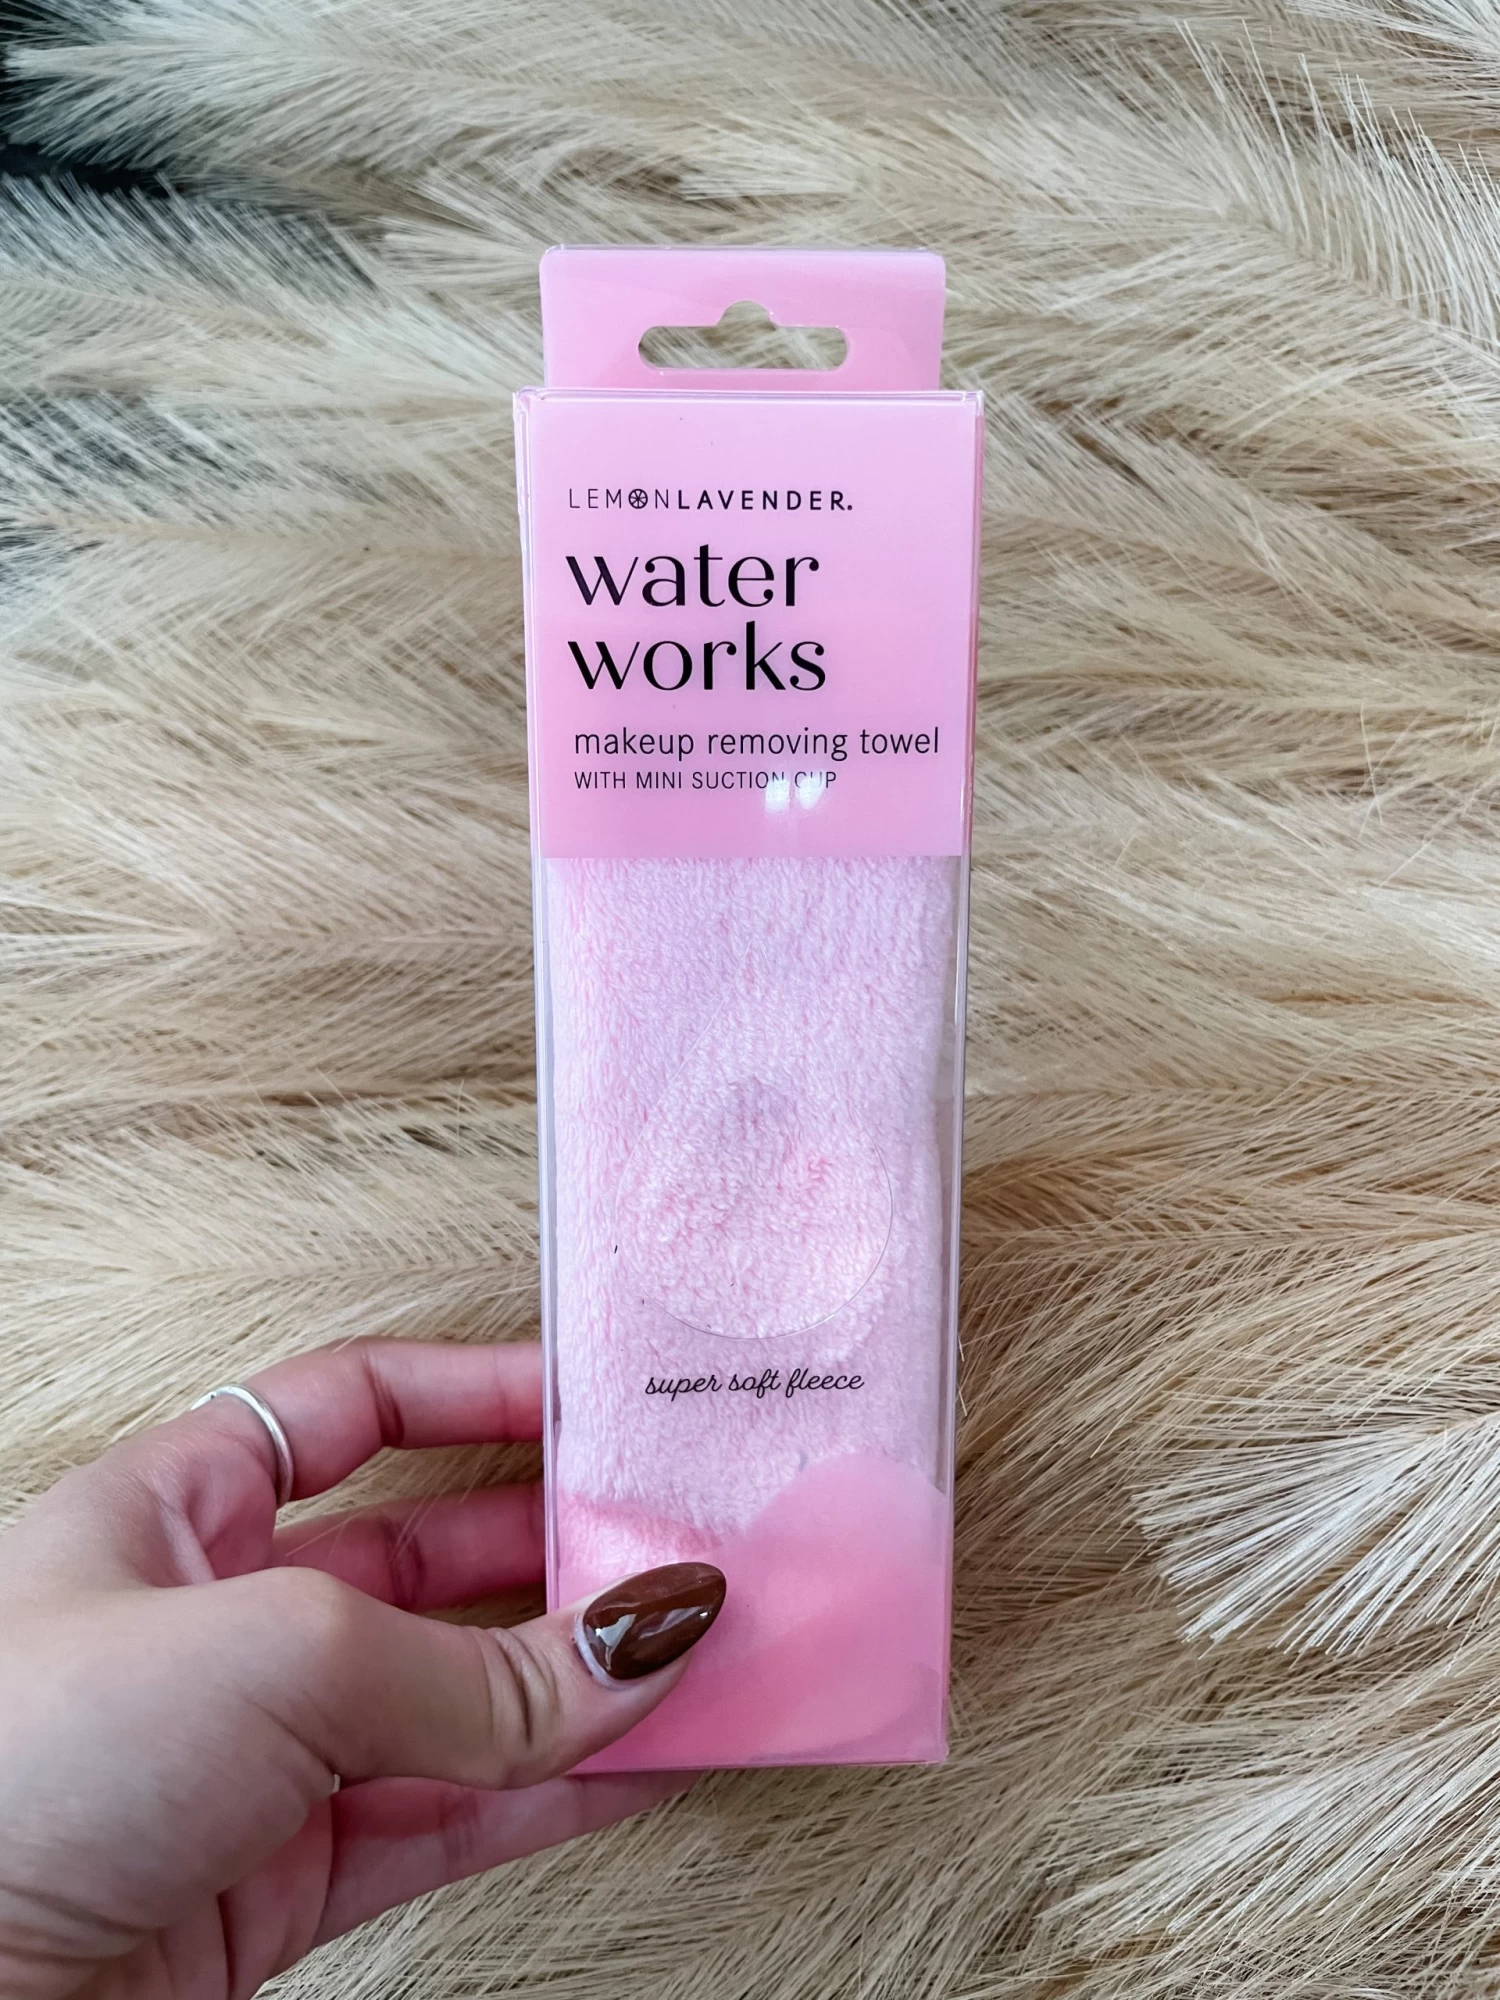 LEMONLAVENDER.
water
works
makeup removing towel
WITH MINI SUCTION CUP
super soft fleece